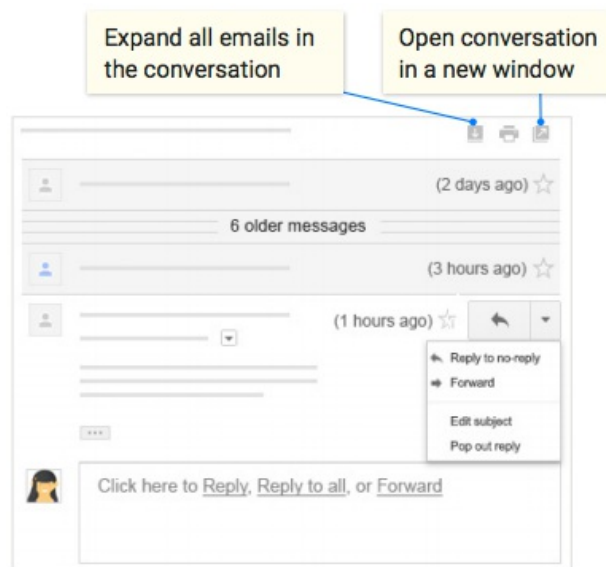 Expand all emails in
the conversation
Open conversation
in a new window
(2 days ago)
6 older messages
(3 hours ago)
(1 hours ago)
Reply to no-reply
Forward
Edit subject
Pop out reply
Click here to Reply, Reply to all, or Forward